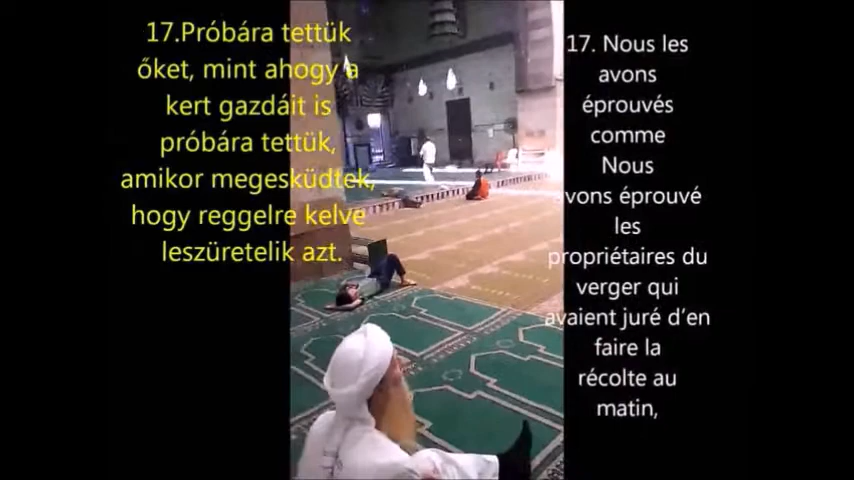 17.Próbára tettük
őket, mint ahogy a
kert gazdáit is
próbára tettük,
amikor megesküdtek,
hogy reggelre kelve
leszüretelik azt.
17. Nous les
avons
éprouvés
comme
Nous
avons éprouvé
les
propriétaires du
verger qui
avaient juré d’en
faire la
récolte au
matin,